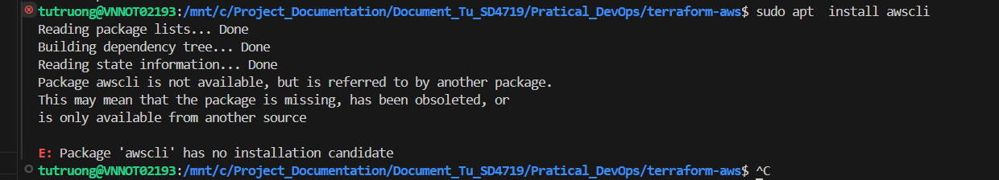 tutruong@VNNOT02193:/mnt/c/Project_Documentation/Document_Tu_SD4719/Pratical_DevOps/terraform-aws$ sudo apt  install awscli
Reading package lists... Done
Building dependency tree... Done
Reading state information... Done
Package awscli is not available, but is referred to by another package.
This may mean that the package is missing, has been obsoleted, or
is only available from another source
E: Package 'awscli' has no installation candidate
tutruong@VNNOT02193:/mnt/c/Project_Documentation/Document_Tu_SD4719/Pratical_DevOps/terraform-aws$ ^C